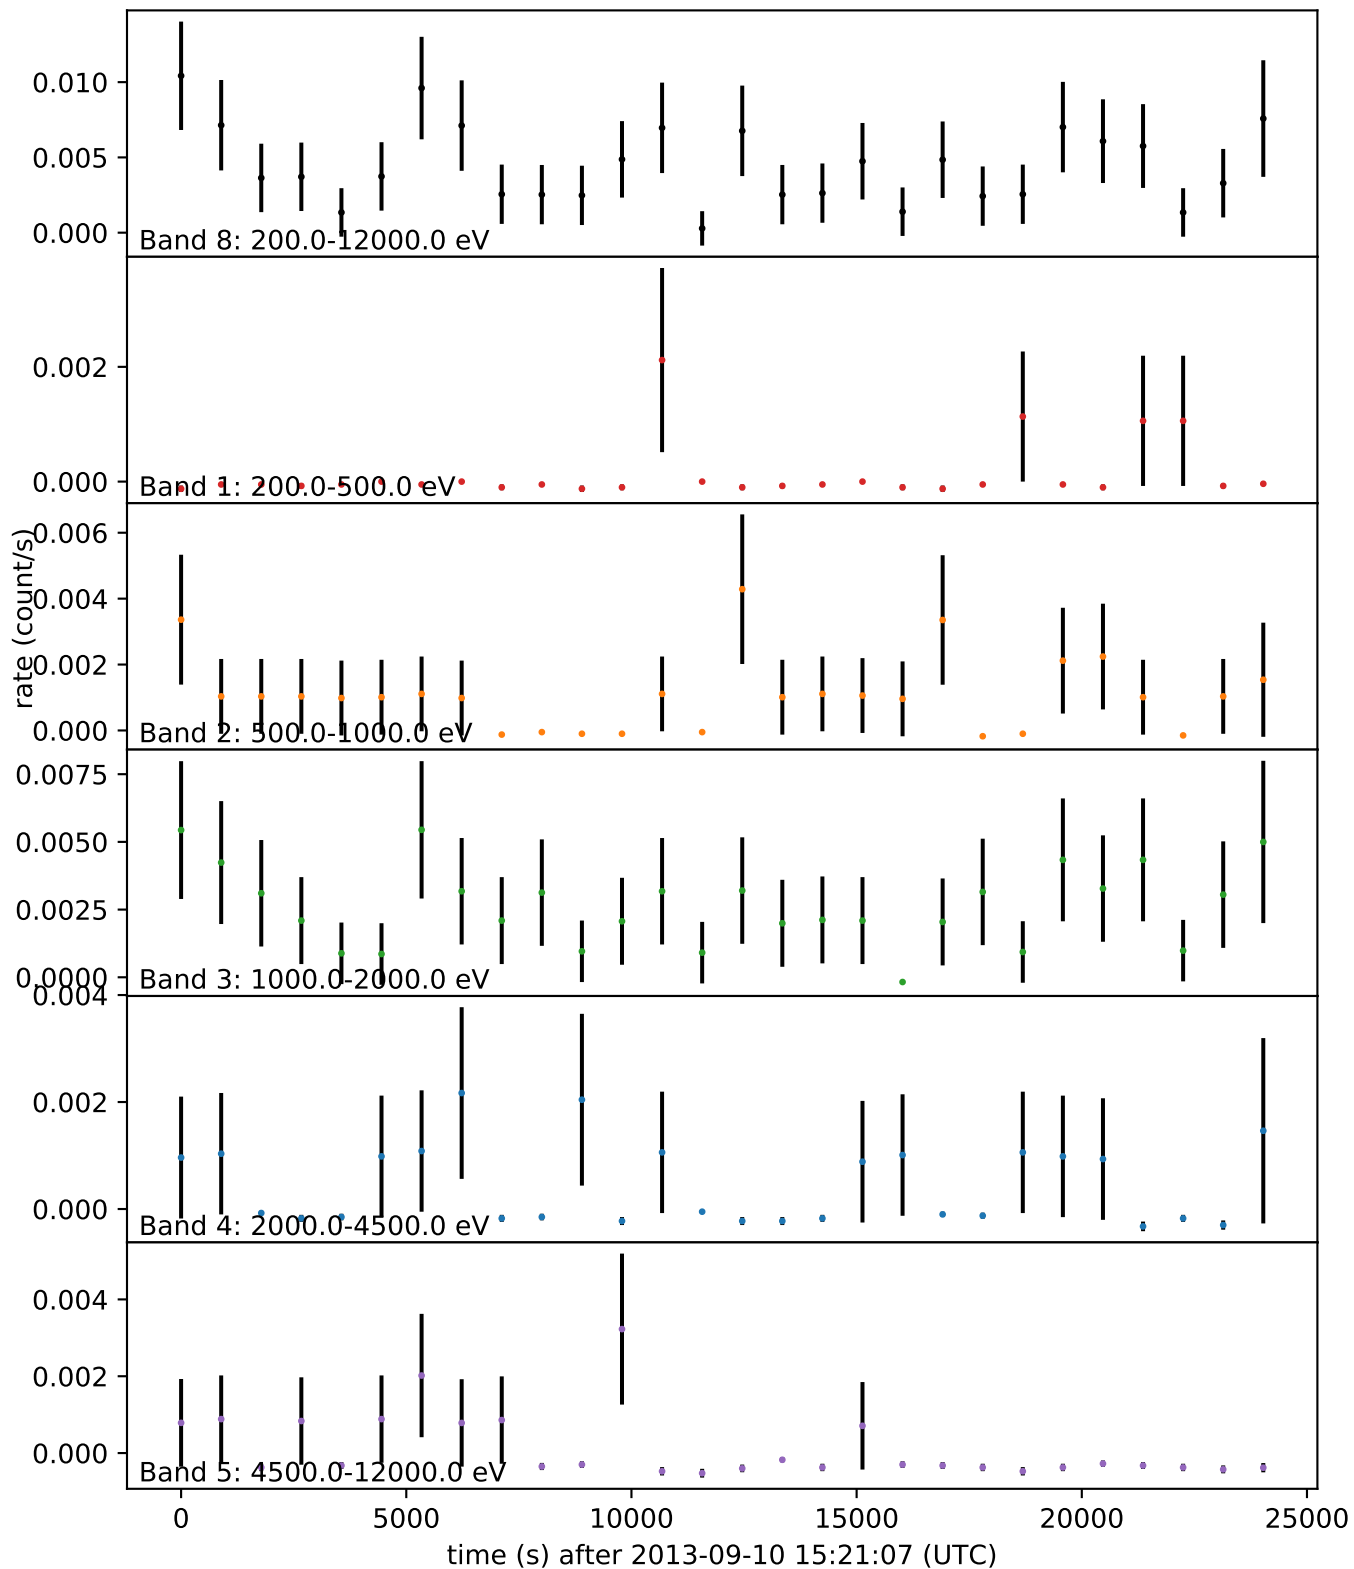 0.010
0.005
0.000
Band 8: 200.0-12000.0 eV
0.002
0.000
Band 1: 200.0-500.0 eV
rate (count/s)
0.006
0.004
0.002
0.000
Band 2: 500.0-1000.0 eV
0.0075
0.0050
0.0025
0.0000
Band 3: 1000.0-2000.0 eV
0.004
0.002
0.000
Band 4: 2000.0-4500.0 eV
0.004
0.002
0.000
Band 5: 4500.0-12000.0 eV
0 5000 10000 15000 20000 25000
time (s) after 2013-09-10 15:21:07 (UTC)